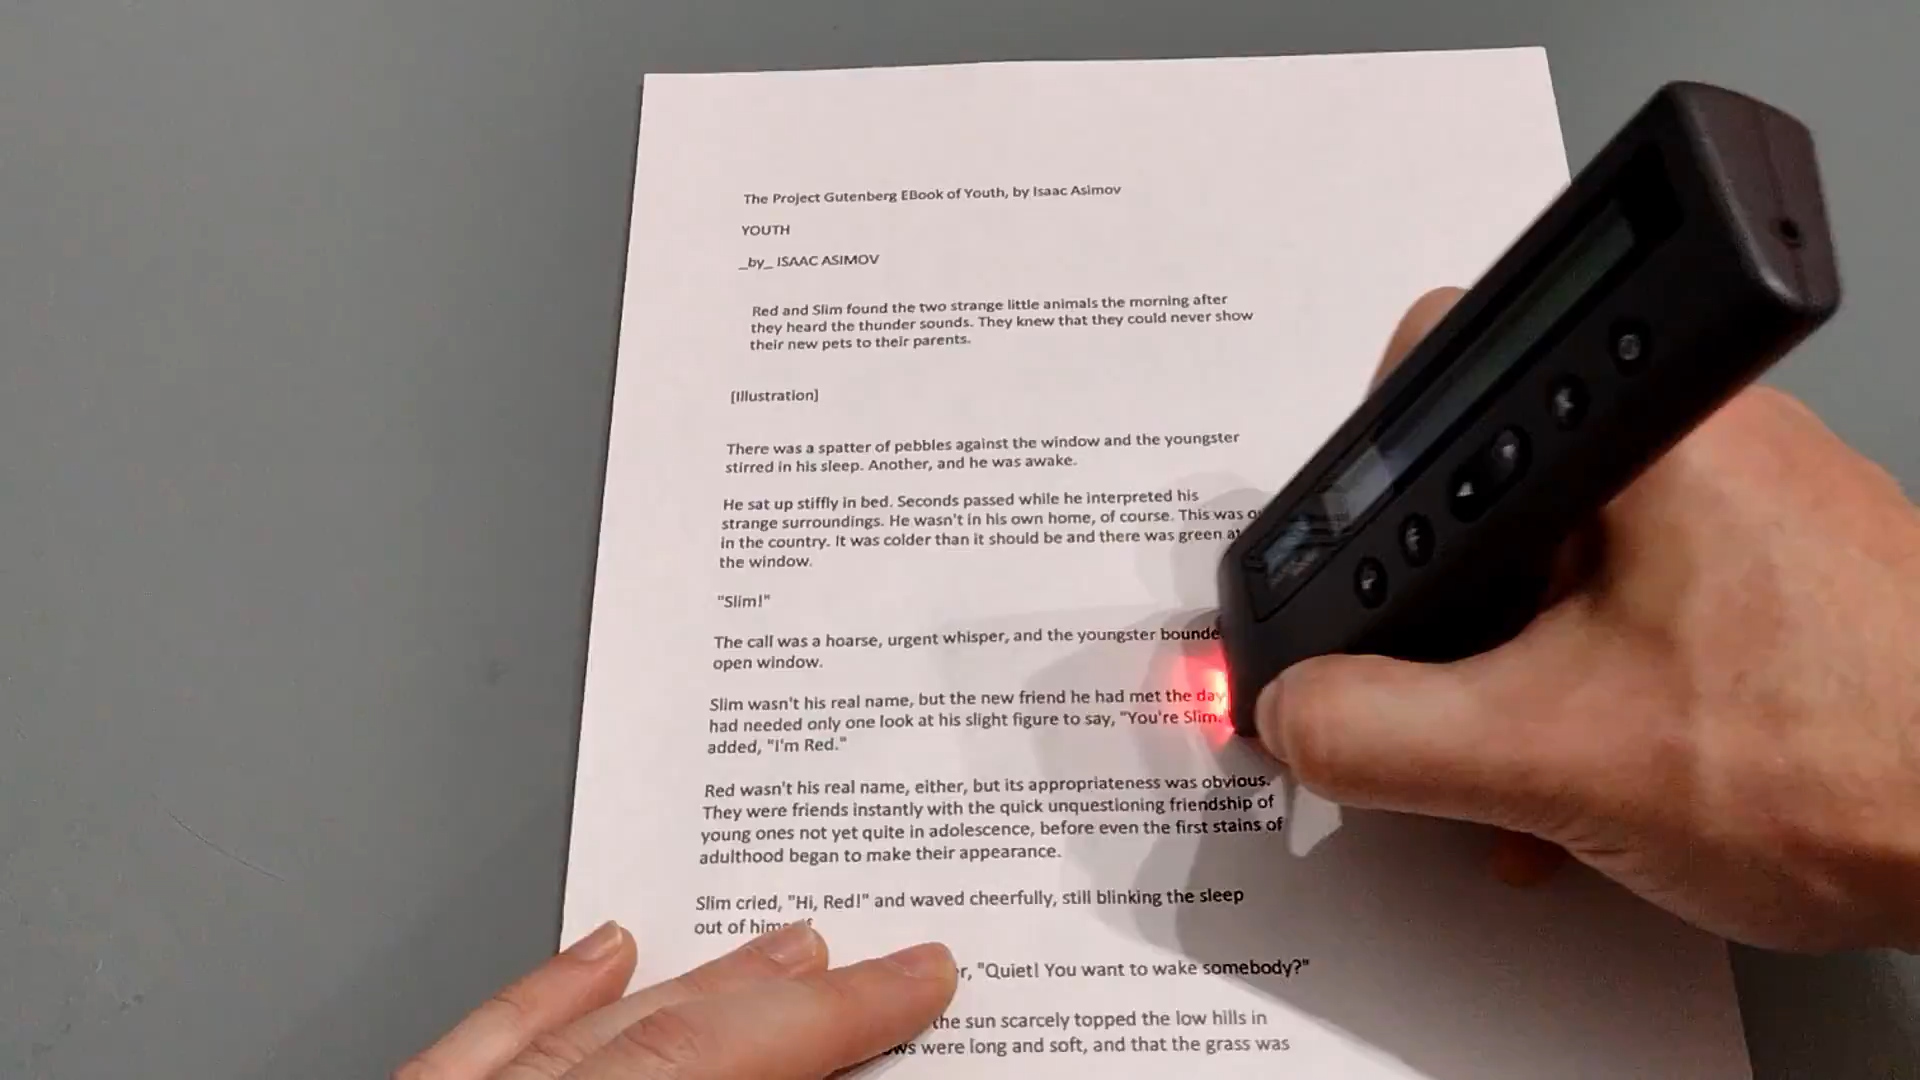 The Project Gutenberg EBook of Youth, by Isaac Asimov
YOUTH
_by_ ISAAC ASIMOV
Red and Slim found the two strange little animals the morning after
they heard the thunder sounds. They knew that they could never show
their new pets to their parents.
[Illustration]
There was a spatter of pebbles against the window and the youngster
stirred in his sleep. Another, and he was awake.
He sat up stiffly in bed. Seconds passed while he interpreted his
strange surroundings. He wasn't in his own home, of course. This was
in the country. It was colder than it should be and there was green
the window.
"Slim!"
The call was a hoarse, urgent whisper, and the youngster
open window.
Slim wasn't his real name, but the new friend he had met the day
had needed only one look at his slight figure to say, "You're Slim.
added, "I'm Red."
Red wasn't his real name, either, but its appropriateness was obvious.
They were friends instantly with the quick unquestioning friendship of
young ones not yet quite in adolescence, before even the first stains of
adulthood began to make their appearance.
Slim cried, "Hi, Red!" and waved cheerfully, still blinking the sleep
out of
"Quiet! You want to wake somebody?"
the sun scarcely topped the low hills in
were long and soft, and that the grass was